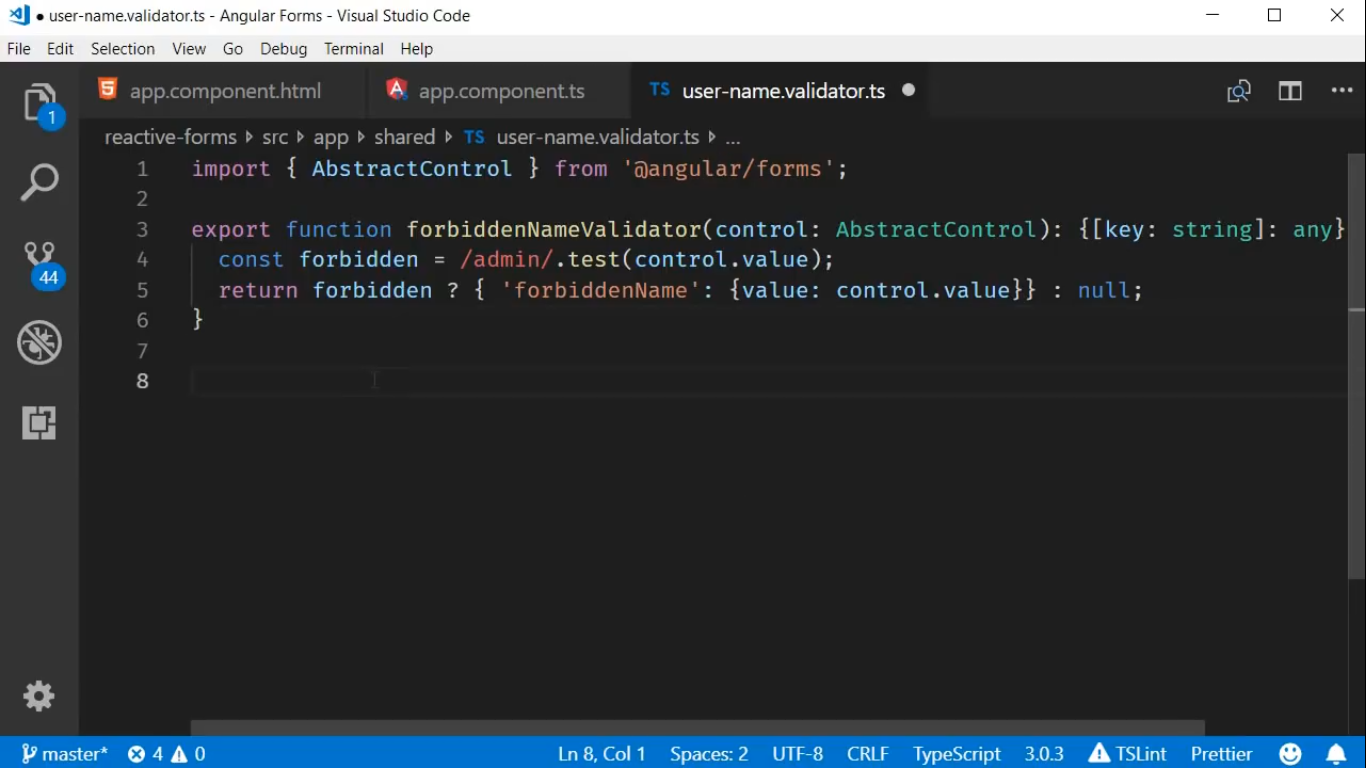 user-name.validator.ts - Angular Forms - Visual Studio Code
File Edit Selection View Go Debug Terminal Help
app.component.html app.component.ts TS user-name.validator.ts
1
reactive-forms src app shared TS user-name.validator.ts ...
1 import { AbstractControl } from '@angular/forms';
2
3 export function forbiddenNameValidator(control: AbstractControl): {[key: string]: any}
4 const forbidden = /admin/.test(control.value);
44
5 return forbidden ? { 'forbiddenName': {value: control.value}} : null;
6 }
7
8
master* 4 0 Ln 8, Col 1 Spaces: 2 UTF-8 CRLF TypeScript 3.0.3 TSLint Prettier